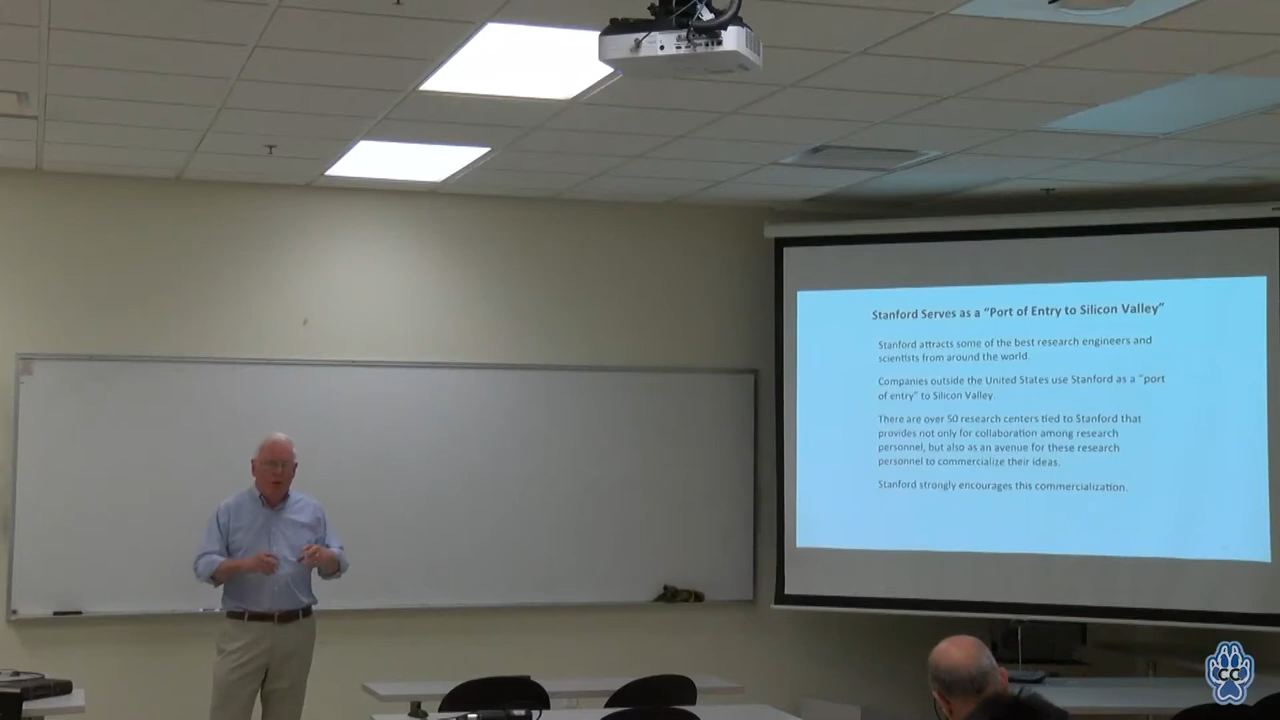 Stanford Serves as a “Port of Entry to Silicon Valley”
Stanford attracts some of the best research engineers and
scientists from around the world.
Companies outside the United States use Stanford as a “port
of entry” to Silicon Valley.
There are over 50 research centers tied to Stanford that
provides not only for collaboration among research
personnel, but also as an avenue for these research
personnel to commercialize their ideas.
Stanford strongly encourages this commercialization.
CC